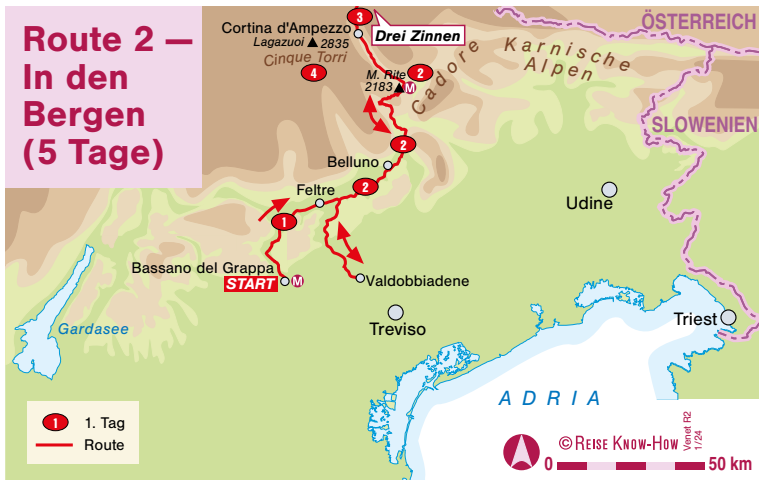 Route 2 —
In den
Bergen
(5 Tage)
3
ÖSTERREICH
Cortina d'Ampezzo
Drei Zinnen
Lagazuoi ▲ 2835
Cinque Torri
4
Karnische
Alpen
M. Rite
2183 ▲
M
2
Cadore
SLOWENIEN
2
Belluno
2
Feltre
Udine
1
Bassano del Grappa
START
M
Valdobbiadene
Treviso
Triest
Gardasee
ADRIA
1 1. Tag
Route
© REISE KNOW-HOW
Venet R2
1/24
0 50 km